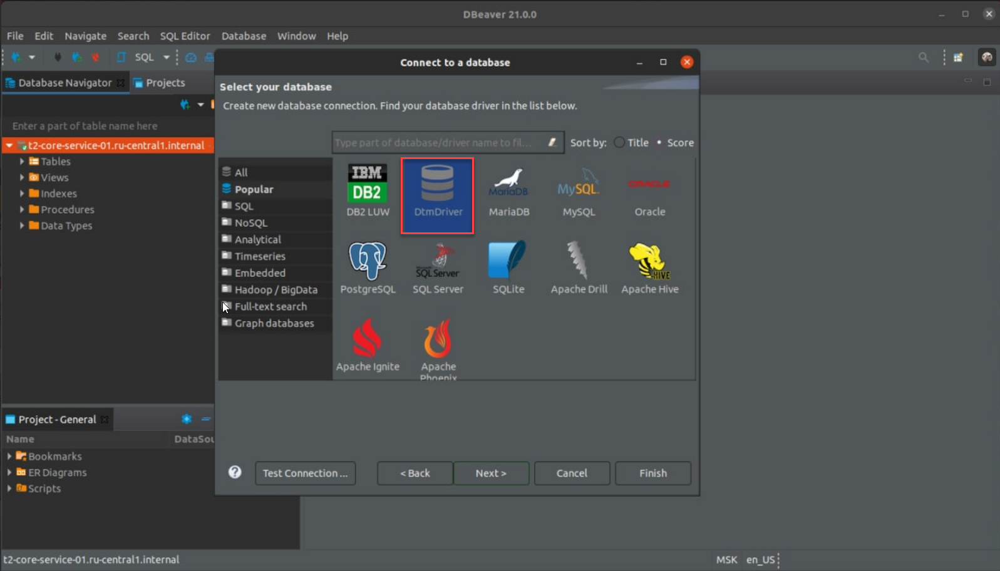 DBeaver 21.0.0
File Edit Navigate Search SQL Editor Database Window Help
SQL
Connect to a database
Database Navigator Projects
Select your database
Create new database connection. Find your database driver in the list below.
Enter a part of table name here
Type part of database/driver name to fil... Sort by: Title Score
t2-core-service-01.ru-central1.internal
Tables
Views
Indexes
Procedures
Data Types
All
Popular
SQL
NoSQL
Analytical
Timeseries
Embedded
Hadoop / BigData
Full-text search
Graph databases
IBM
DB2
MariaDB
MySQL
ORACLE
DB2 LUW DtmDriver MariaDB MySQL Oracle
Microsoft
SQL Server
HIVE
PostgreSQL SQL Server SQLite Apache Drill Apache Hive
Apache Ignite Apache
Phoenix
Project - General
Name DataSou
Bookmarks
ER Diagrams
Scripts
? Test Connection ... < Back Next > Cancel Finish
t2-core-service-01.ru-central1.internal MSK en_US